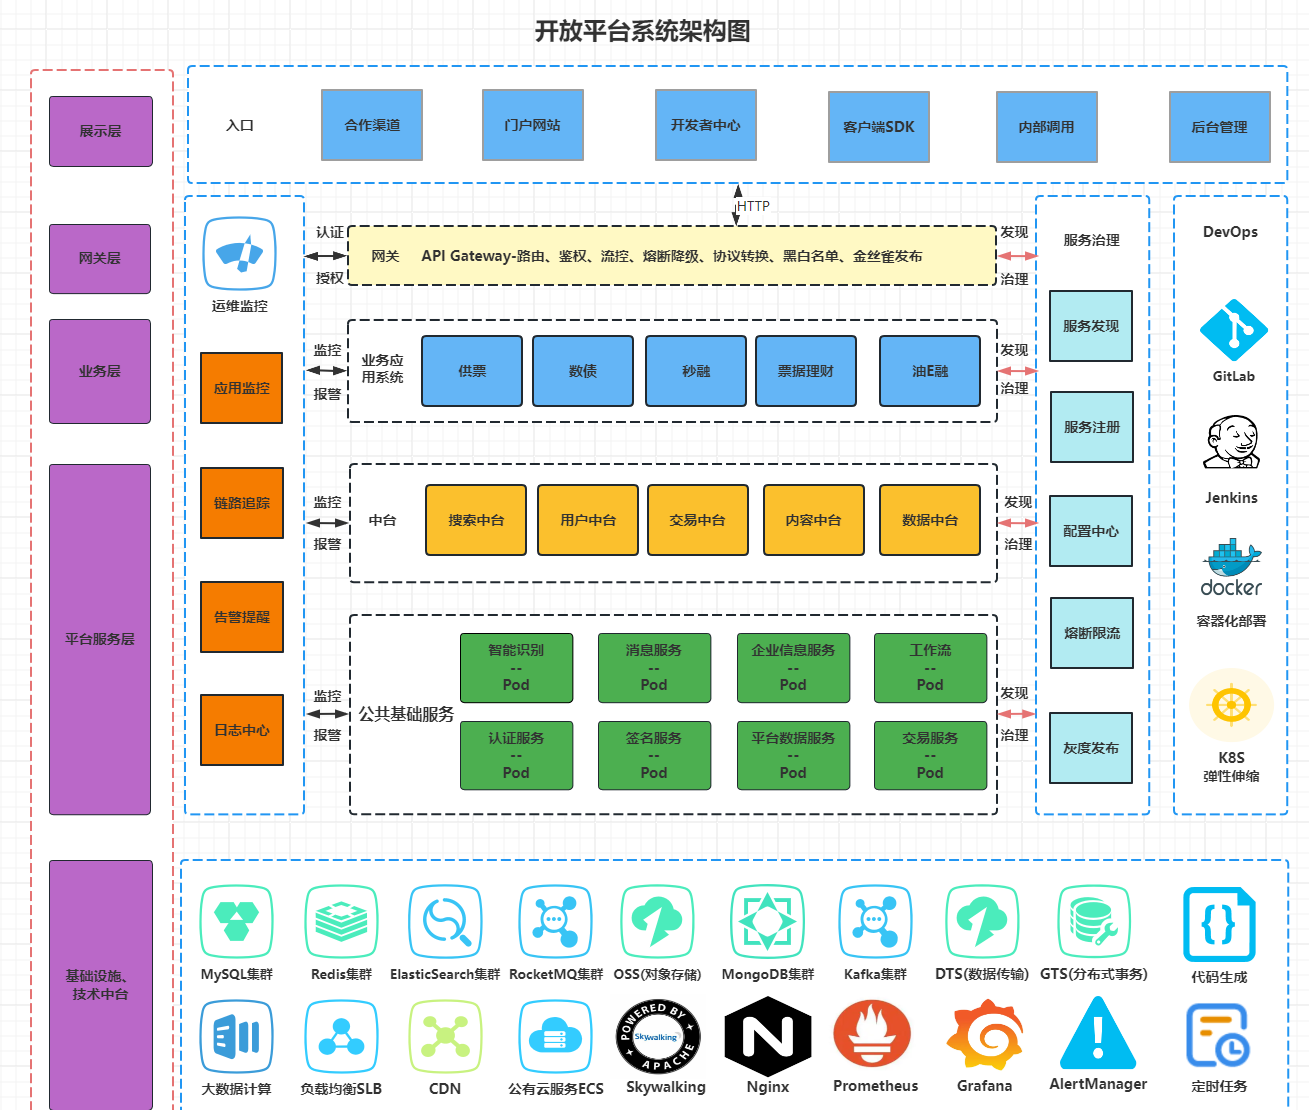 开放平台系统架构图
展示层
网关层
业务层
平台服务层
基础设施、
技术中台
入口
合作渠道
门户网站
开发者中心
客户端SDK
内部调用
后台管理
HTTP
运维监控
应用监控
链路追踪
告警提醒
日志中心
认证
授权
网关
API Gateway-路由、鉴权、流控、熔断降级、协议转换、黑白名单、金丝雀发布
发现
治理
监控
报警
业务应
用系统
供票
数债
秒融
票据理财
油E融
发现
治理
监控
报警
中台
搜索中台
用户中台
交易中台
内容中台
数据中台
发现
治理
监控
报警
公共基础服务
智能识别
--
Pod
消息服务
--
Pod
企业信息服务
--
Pod
工作流
--
Pod
认证服务
--
Pod
签名服务
--
Pod
平台数据服务
--
Pod
交易服务
--
Pod
发现
治理
服务治理
服务发现
服务注册
配置中心
熔断限流
灰度发布
DevOps
GitLab
Jenkins
docker
容器化部署
K8S
弹性伸缩
MySQL集群
Redis集群
ElasticSearch集群
RocketMQ集群
OSS(对象存储)
MongoDB集群
Kafka集群
DTS(数据传输)
GTS(分布式事务)
代码生成
大数据计算
负载均衡SLB
CDN
公有云服务ECS
POWERED BY
Skywalking
APACHE
Skywalking
Nginx
Prometheus
Grafana
AlertManager
定时任务